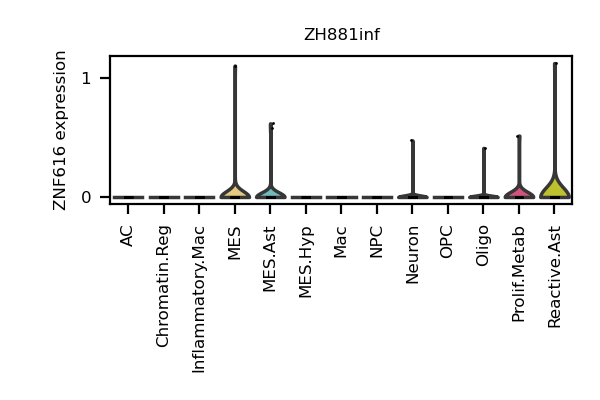 ZH881inf
ZNF616 expression
1
0
AC
Chromatin.Reg
Inflammatory.Mac
MES
MES.Ast
MES.Hyp
Mac
NPC
Neuron
OPC
Oligo
Prolif.Metab
Reactive.Ast